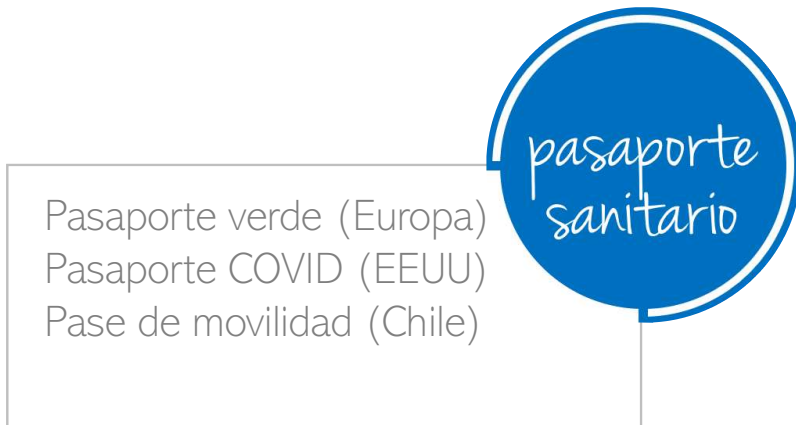 pasaporte
sanitario
Pasaporte verde (Europa)
Pasaporte COVID (EEUU)
Pase de movilidad (Chile)